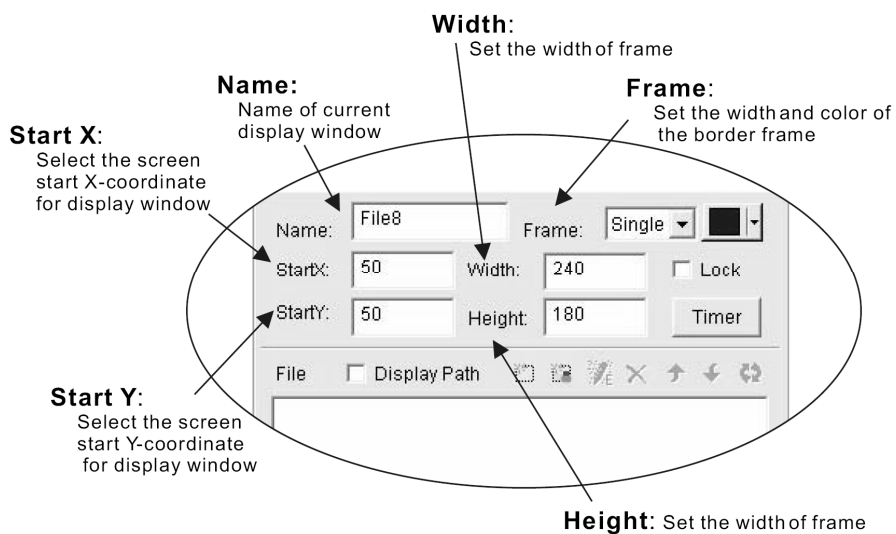 Width:
Set the width of frame
Name:
Name of current
display window
Frame:
Set the width and color of
the border frame
Start X:
Select the screen
start X-coordinate
for display window
Name: File8 Frame: Single
StartX: 50 Width: 240 Lock
StartY: 50 Height: 180 Timer
File Display Path
Start Y:
Select the screen
start Y-coordinate
for display window
Height: Set the width of frame